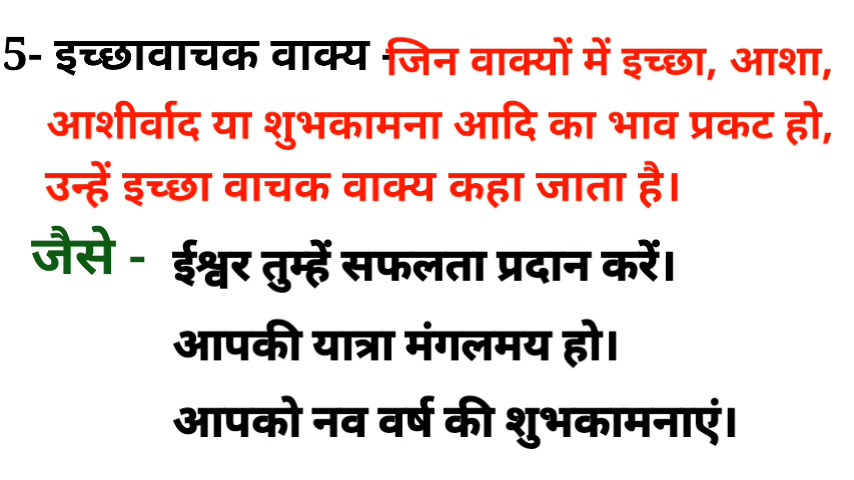 5- इच्छावाचक वाक्य -जिन वाक्यों में इच्छा, आशा,
आशीर्वाद या शुभकामना आदि का भाव प्रकट हो,
उन्हें इच्छा वाचक वाक्य कहा जाता है।
जैसे - ईश्वर तुम्हें सफलता प्रदान करें।
आपकी यात्रा मंगलमय हो।
आपको नव वर्ष की शुभकामनाएं।